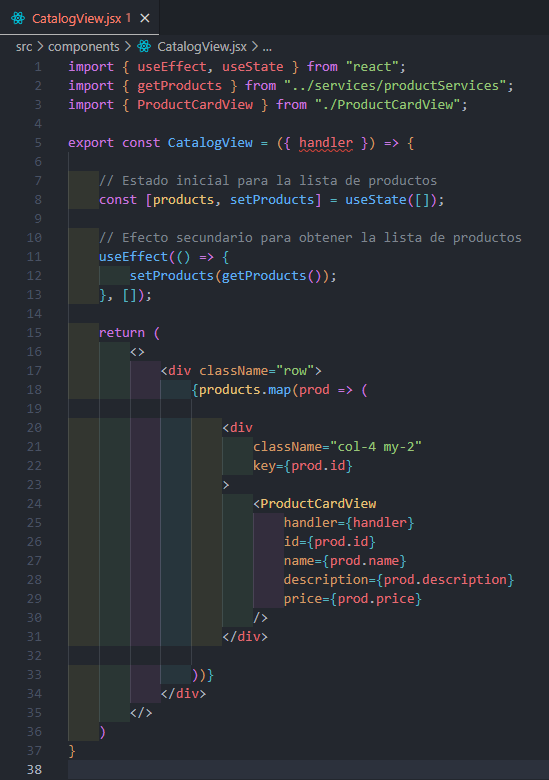 CatalogView.jsx 1 ×
src > components > CatalogView.jsx > ...
1 import { useEffect, useState } from "react";
2 import { getProducts } from "../services/productServices";
3 import { ProductCardView } from "./ProductCardView";
4
5 export const CatalogView = ({ handler }) => {
6
7 // Estado inicial para la lista de productos
8 const [products, setProducts] = useState([]);
9
10 // Efecto secundario para obtener la lista de productos
11 useEffect(() => {
12 setProducts(getProducts());
13 }, []);
14
15 return (
16 <>
17 <div className="row">
18 {products.map(prod => (
19
20 <div
21 className="col-4 my-2"
22 key={prod.id}
23 >
24 <ProductCardView
25 handler={handler}
26 id={prod.id}
27 name={prod.name}
28 description={prod.description}
29 price={prod.price}
30 />
31 </div>
32
33 ))}
34 </div>
35 </>
36 )
37 }
38